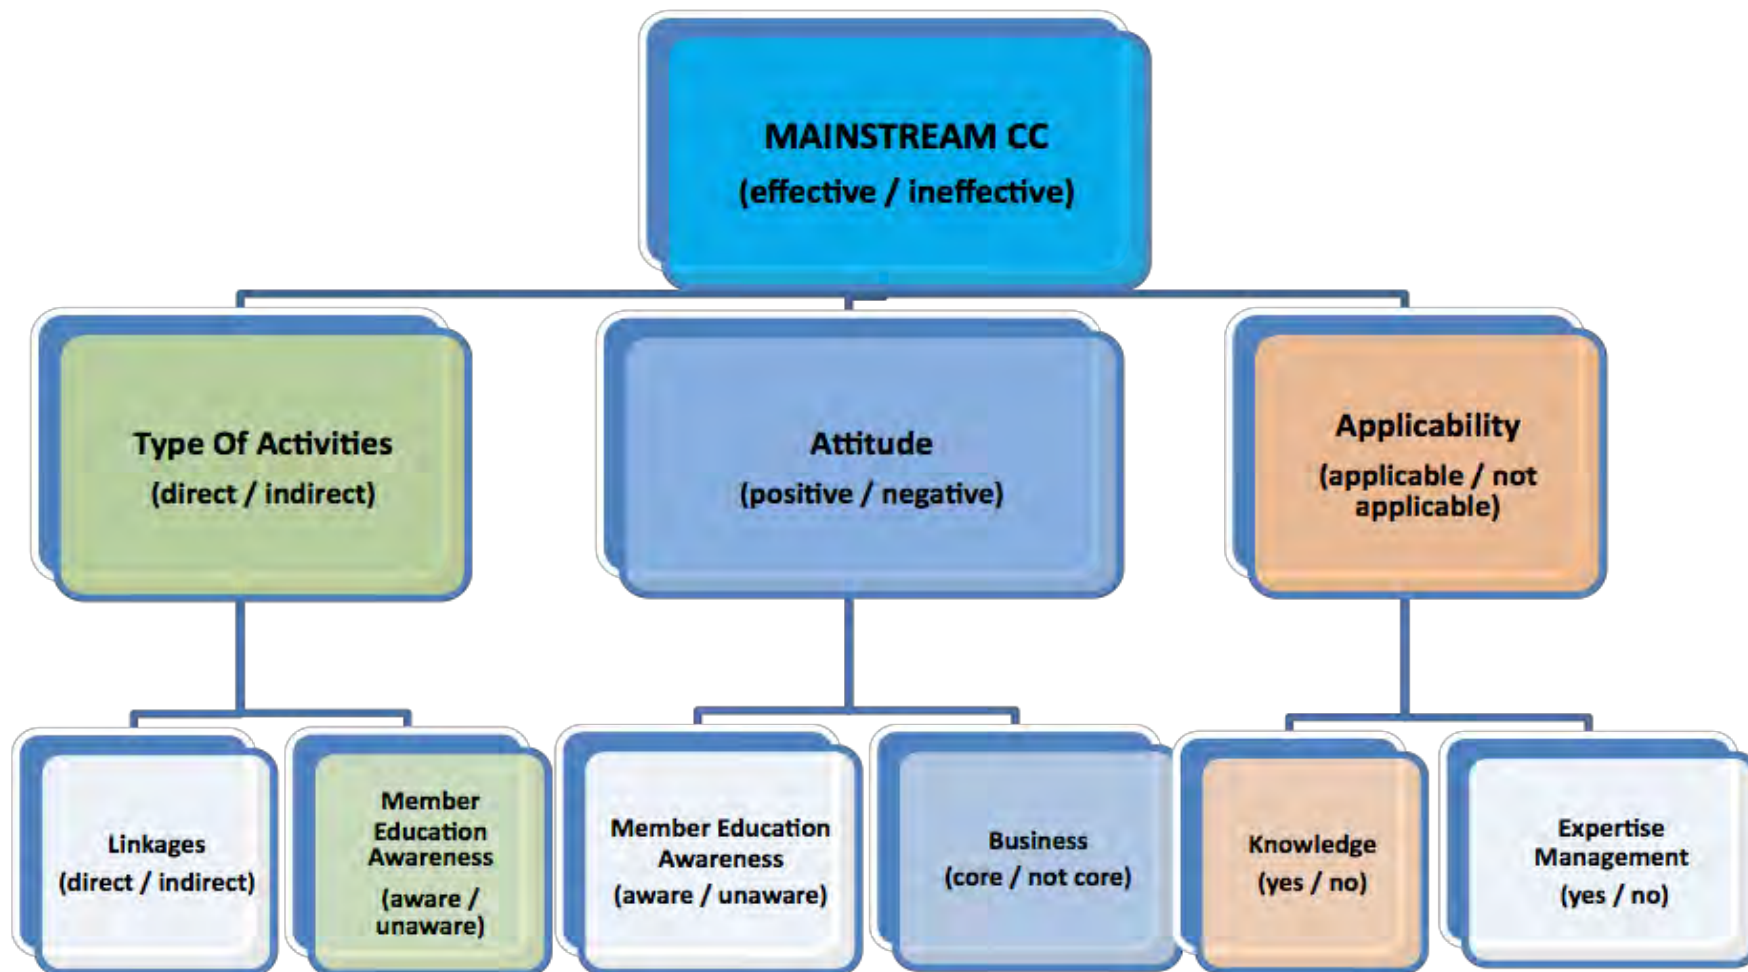 MAINSTREAM CC
(effective / ineffective)
Type Of Activities
(direct / indirect)
Attitude
(positive / negative)
Applicability
(applicable / not
applicable)
Linkages
(direct / indirect)
Member
Education
Awareness
(aware /
unaware)
Member Education
Awareness
(aware / unaware)
Business
(core / not core)
Knowledge
(yes / no)
Expertise
Management
(yes / no)